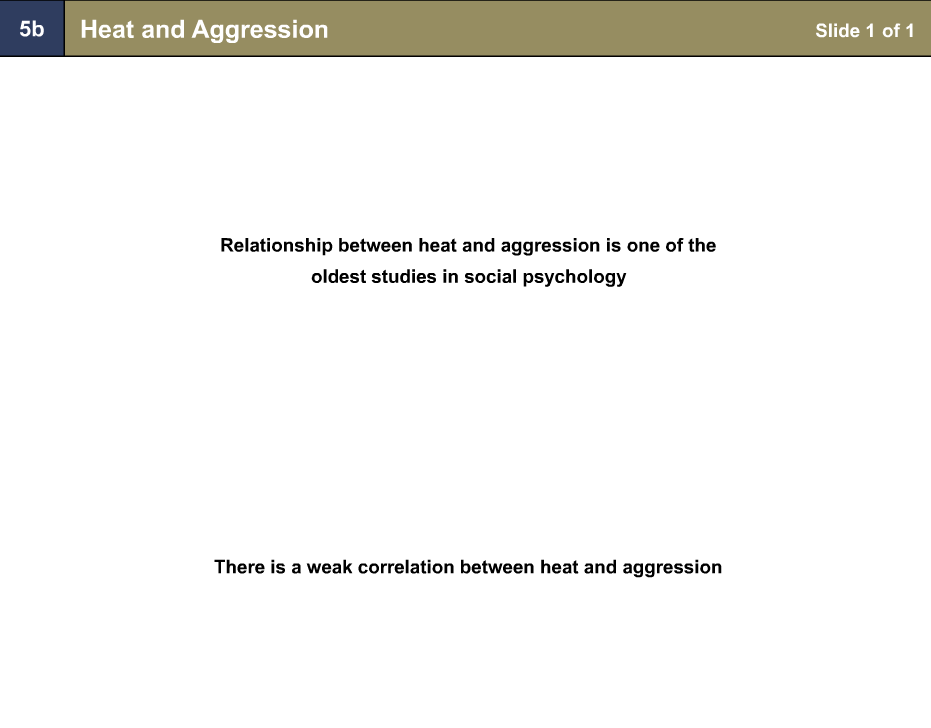 5b
Heat and Aggression
Slide 1 of 1
Relationship between heat and aggression is one of the
oldest studies in social psychology
There is a weak correlation between heat and aggression